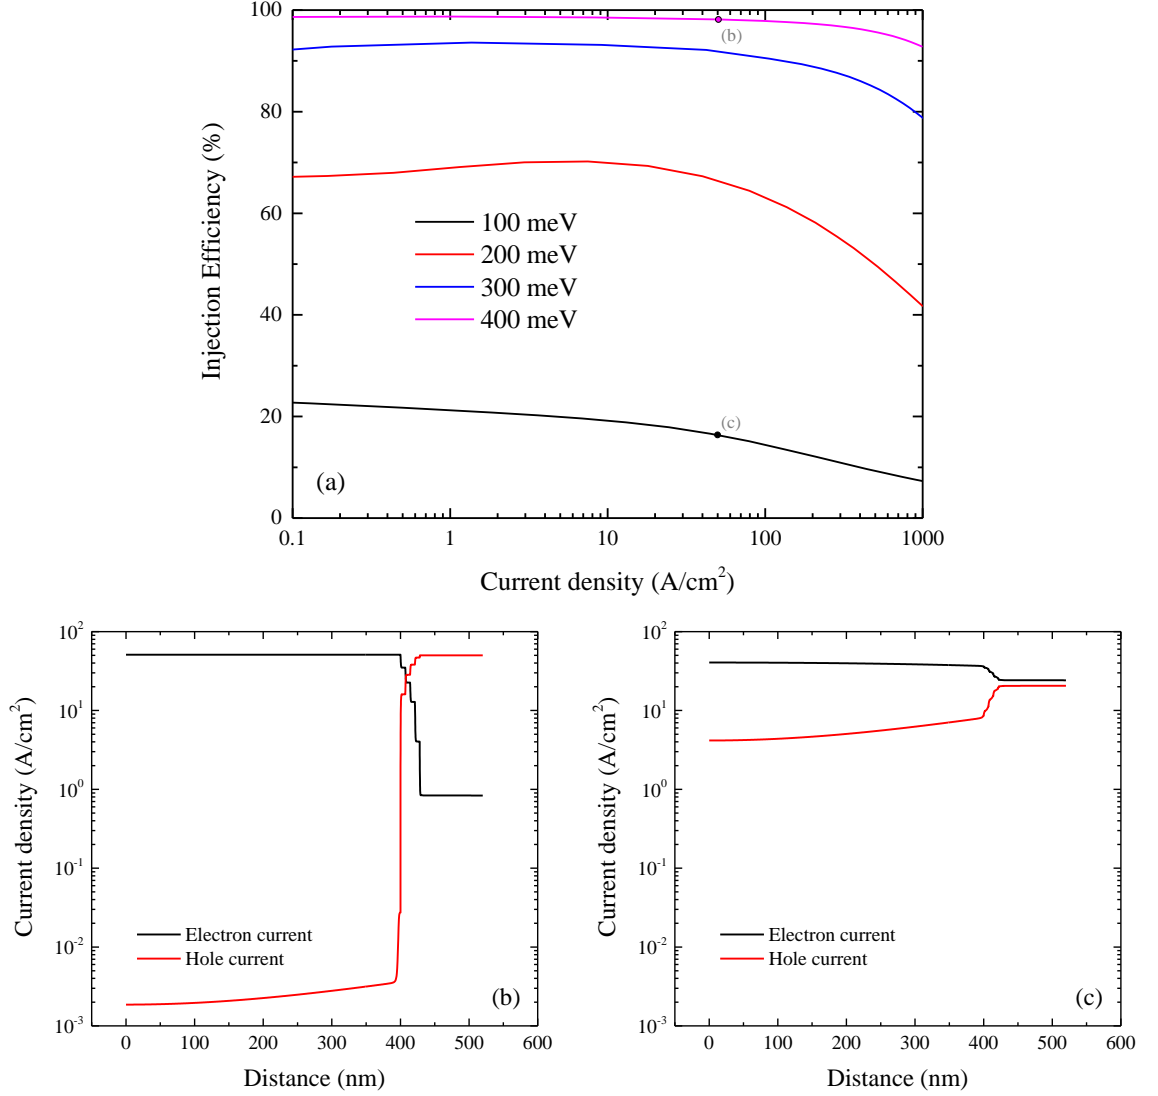 100
80
60
40
20
0
Injection Efficiency (%)
(b)
100 meV
200 meV
300 meV
400 meV
(c)
(a)
0.1 1 10 100 1000
Current density (A/cm²)
10²
10¹
10⁰
10⁻¹
10⁻²
10⁻³
Current density (A/cm²)
Electron current
Hole current
(b)
0 100 200 300 400 500 600
Distance (nm)
10²
10¹
10⁰
10⁻¹
10⁻²
10⁻³
Current density (A/cm²)
Electron current
Hole current
(c)
0 100 200 300 400 500 600
Distance (nm)